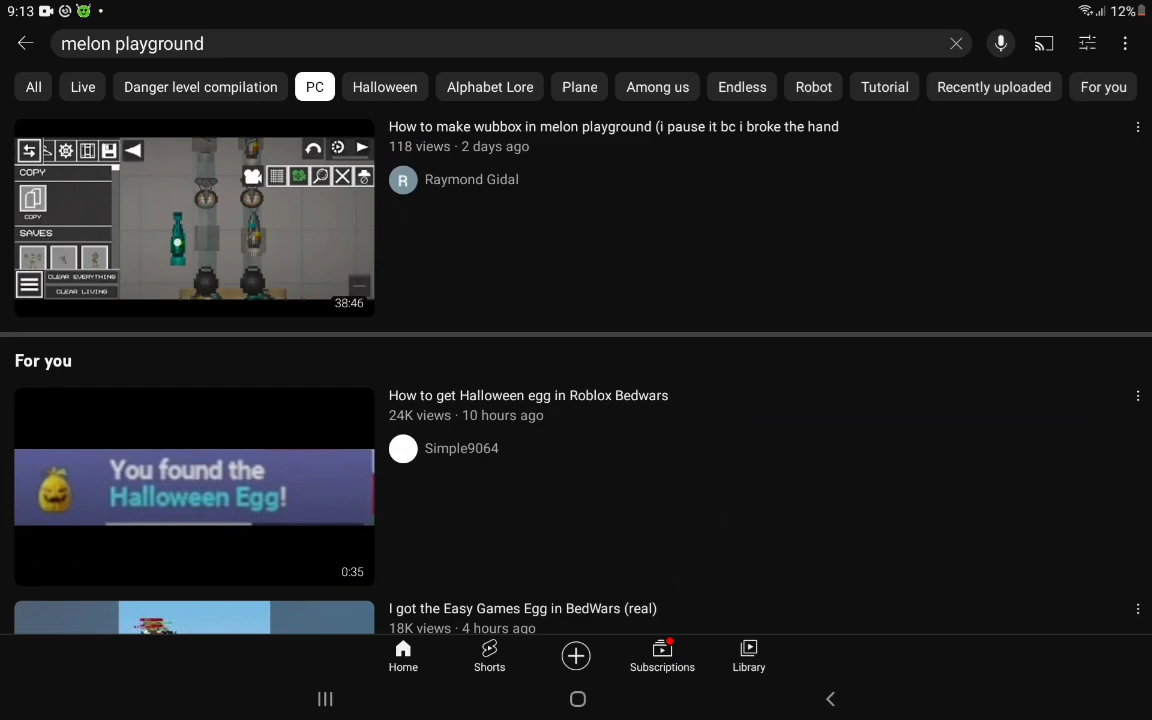 9:13
12%
melon playground
All
Live
Danger level compilation
PC
Halloween
Alphabet Lore
Plane
Among us
Endless
Robot
Tutorial
Recently uploaded
For you
COPY
COPY
SAVES
CLEAR EVERYTHING
CLEAR LIVING
38:46
How to make wubbox in melon playground (i pause it bc i broke the hand
118 views · 2 days ago
R
Raymond Gidal
For you
You found the
Halloween Egg!
0:35
How to get Halloween egg in Roblox Bedwars
24K views · 10 hours ago
Simple9064
I got the Easy Games Egg in BedWars (real)
18K views · 4 hours ago
Home
Shorts
Subscriptions
Library